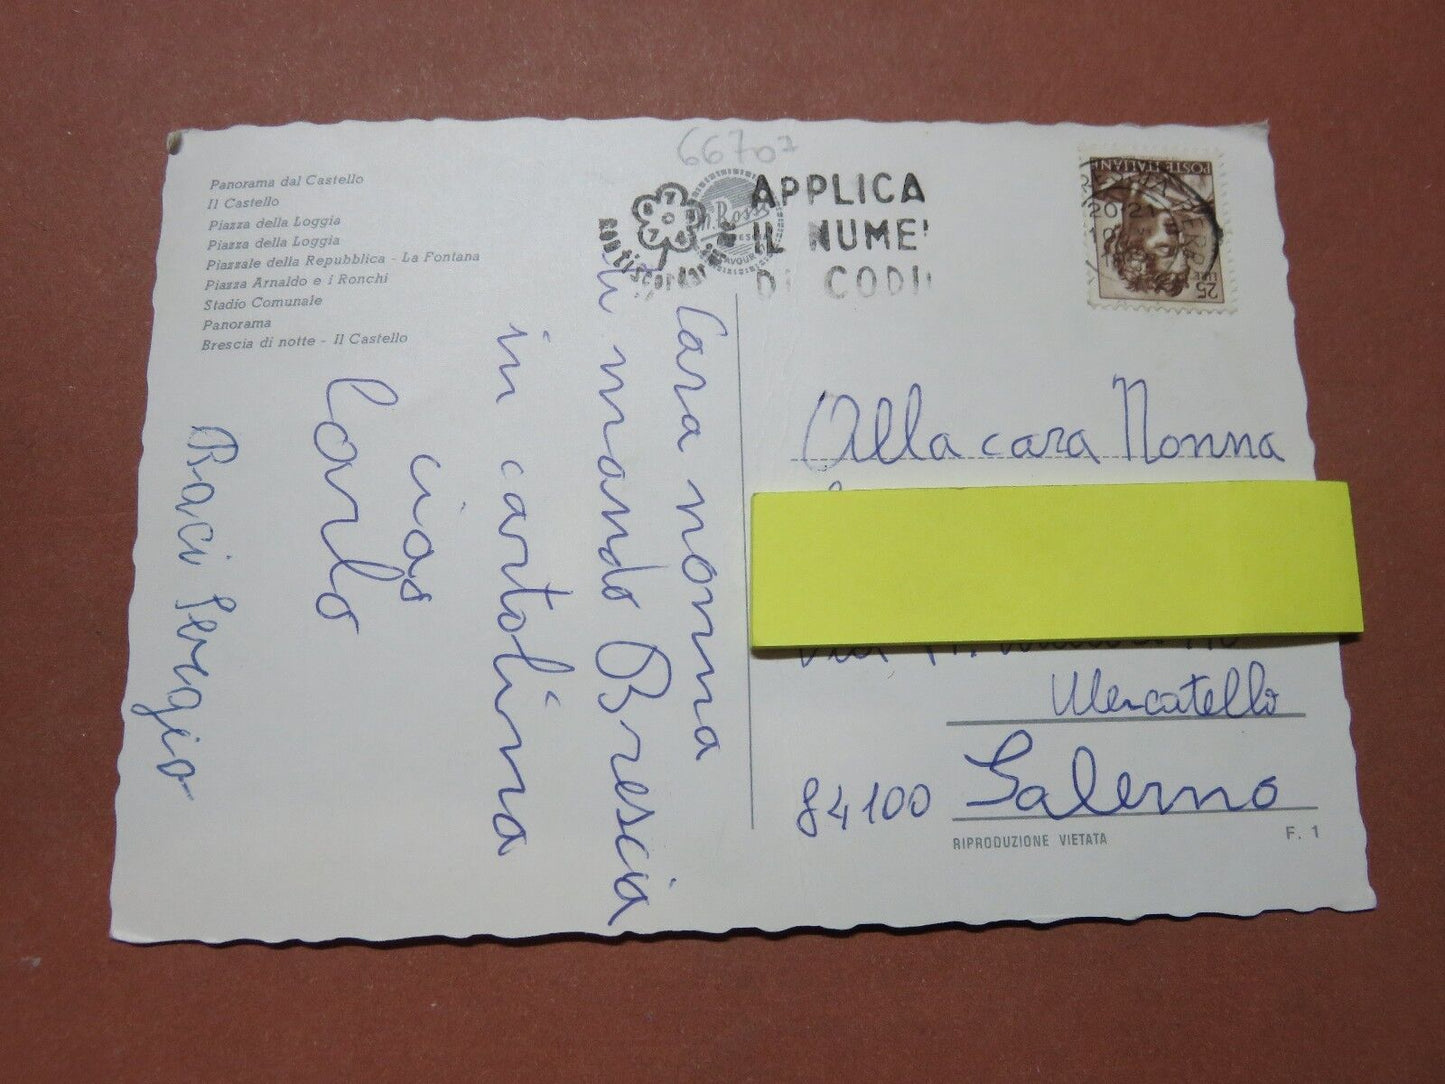 66707
Panorama dal Castello
Il Castello
Piazza della Loggia
Piazza della Loggia
Piazzale della Repubblica - La Fontana
Piazza Arnaldo e i Ronchi
Stadio Comunale
Panorama
Brescia di notte - Il Castello
APPLICA
IL NUME
DI CODI
POSTE ITALIANE
25
LIRE
Cara nonna
ti mando Brescia
in cartolina
ciao
Carlo
Baci Sergio
Alla cara Nonna
Via
Mercatello
84100 Salerno
RIPRODUZIONE VIETATA
F. 1